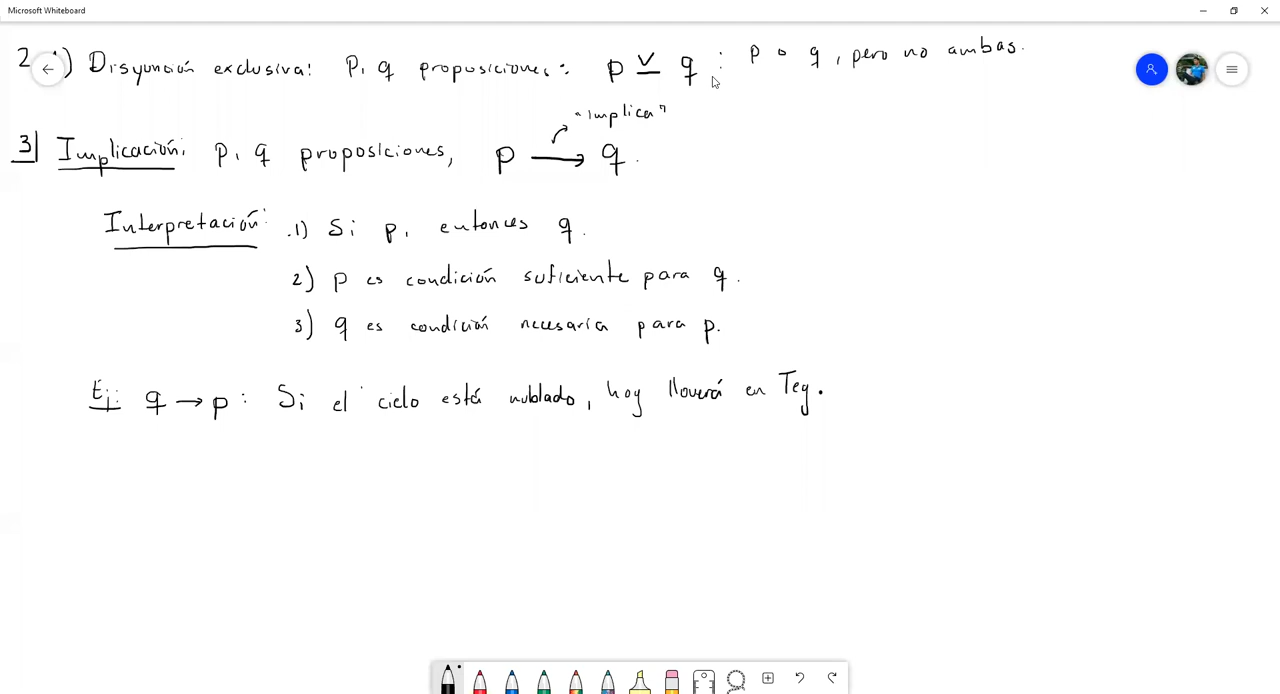 Microsoft Whiteboard
2.1) Disyunción exclusiva: P, q proposiciones: p ⊻ q : p o q, pero no ambas.
"implica"
3| Implicación: P, q proposiciones, p → q.
Interpretación: 1) Si p, entonces q.
2) p es condición suficiente para q.
3) q es condición necesaria para p.
Ej: q → p: Si el cielo está nublado, hoy lloverá en Teg.